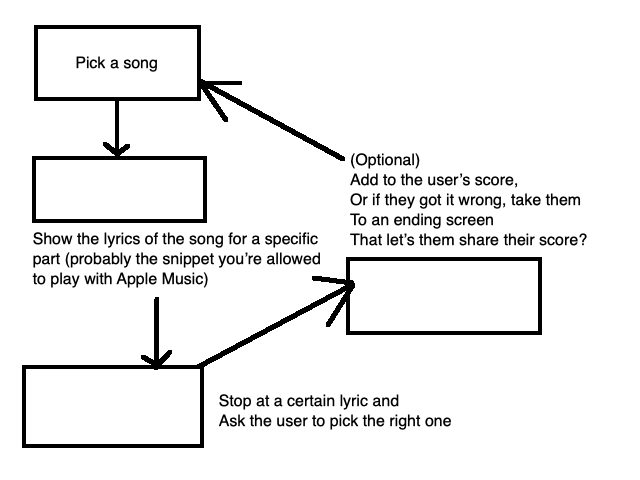 Pick a song
(Optional)
Add to the user's score,
Or if they got it wrong, take them
To an ending screen
That let's them share their score?
Show the lyrics of the song for a specific
part (probably the snippet you're allowed
to play with Apple Music)
Stop at a certain lyric and
Ask the user to pick the right one